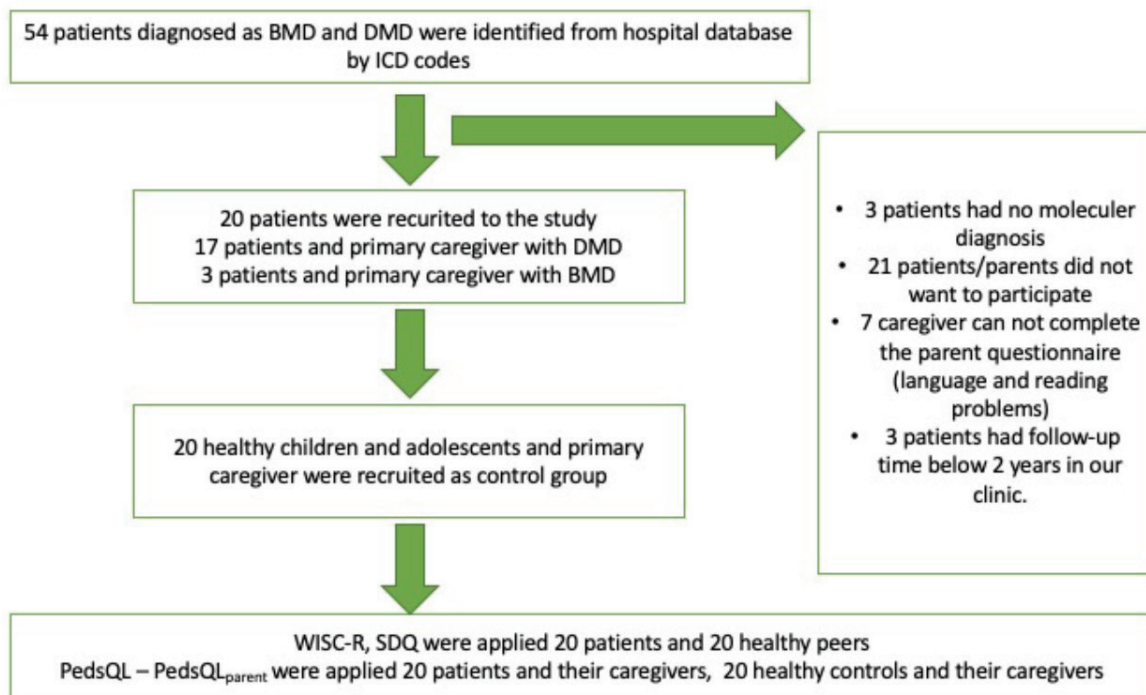 54 patients diagnosed as BMD and DMD were identified from hospital database
by ICD codes
20 patients were recurited to the study
17 patients and primary caregiver with DMD
3 patients and primary caregiver with BMD
• 3 patients had no moleculer
diagnosis
• 21 patients/parents did not
want to participate
• 7 caregiver can not complete
the parent questionnaire
(language and reading
problems)
• 3 patients had follow-up
time below 2 years in our
clinic.
20 healthy children and adolescents and primary
caregiver were recruited as control group
WISC-R, SDQ were applied 20 patients and 20 healthy peers
PedsQL – PedsQLparent were applied 20 patients and their caregivers, 20 healthy controls and their caregivers